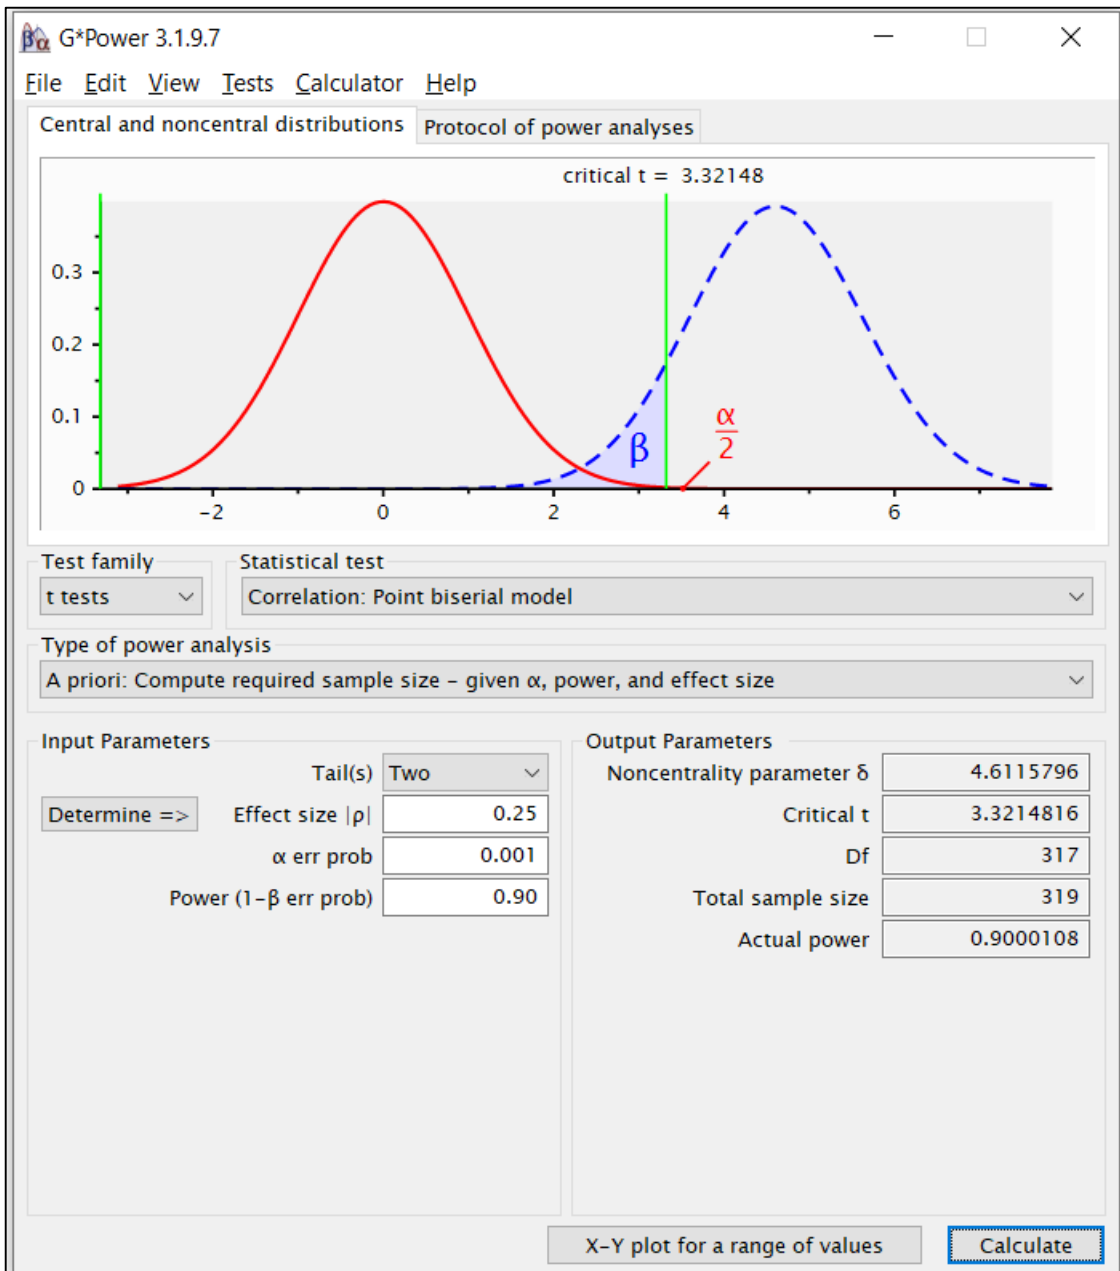 G*Power 3.1.9.7
File Edit View Tests Calculator Help
Central and noncentral distributions Protocol of power analyses
critical t = 3.32148
0.3
0.2
0.1
0
β
α
2
-2 0 2 4 6
Test family Statistical test
t tests Correlation: Point biserial model
Type of power analysis
A priori: Compute required sample size – given α, power, and effect size
Input Parameters
Tail(s) Two
Determine => Effect size |ρ| 0.25
α err prob 0.001
Power (1-β err prob) 0.90
Output Parameters
Noncentrality parameter δ 4.6115796
Critical t 3.3214816
Df 317
Total sample size 319
Actual power 0.9000108
X-Y plot for a range of values Calculate